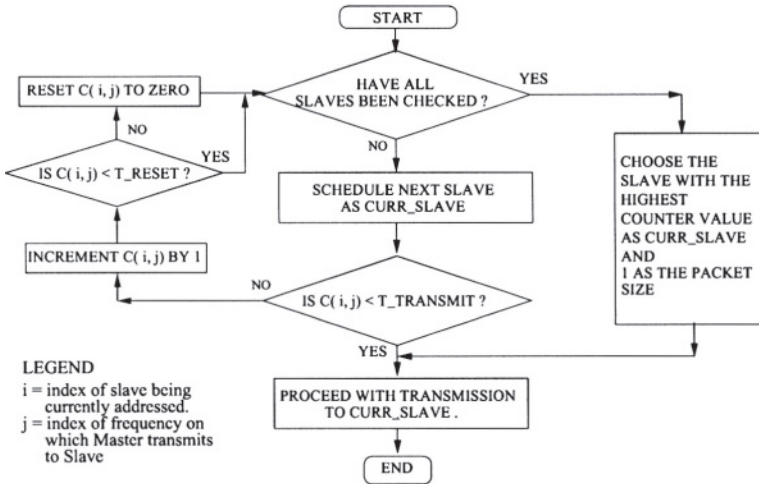 START
HAVE ALL
SLAVES BEEN CHECKED ?
YES
NO
RESET C( i, j) TO ZERO
NO
IS C( i, j) < T_RESET ?
YES
INCREMENT C( i, j) BY 1
SCHEDULE NEXT SLAVE
AS CURR_SLAVE
NO
IS C( i, j) < T_TRANSMIT ?
YES
CHOOSE THE
SLAVE WITH THE
HIGHEST
COUNTER VALUE
AS CURR_SLAVE
AND
1 AS THE PACKET
SIZE
PROCEED WITH TRANSMISSION
TO CURR_SLAVE .
END
LEGEND
i = index of slave being
currently addressed.
j = index of frequency on
which Master transmits
to Slave